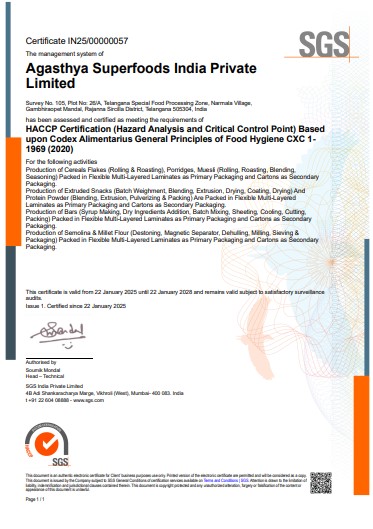 SGS
Certificate IN25/00000057
The management system of
Agasthya Superfoods India Private
Limited
Survey No. 105, Plot No: 26/A, Telangana Special Food Processing Zone, Narmala Village,
Gambhiraopet Mandal, Rajanna Sircilla District, Telangana 505304, India
has been assessed and certified as meeting the requirements of
HACCP Certification (Hazard Analysis and Critical Control Point) Based
upon Codex Alimentarius General Principles of Food Hygiene CXC 1-
1969 (2020)
For the following activities
Production of Cereals Flakes (Rolling & Roasting), Porridges, Muesli (Rolling, Roasting, Blending,
Seasoning) Packed in Flexible Multi-Layered Laminates as Primary Packaging and Cartons as Secondary
Packaging.
Production of Extruded Snacks (Batch Weighment, Blending, Extrusion, Drying, Coating, Drying) And
Protein Powder (Blending, Extrusion, Pulverizing & Packing) Are Packed in Flexible Multi-Layered
Laminates as Primary Packaging and Cartons as Secondary Packaging.
Production of Bars (Syrup Making, Dry Ingredients Addition, Batch Mixing, Sheeting, Cooling, Cutting,
Packing) Packed in Flexible Multi-Layered Laminates as Primary Packaging and Cartons as Secondary
Packaging.
Production of Semolina & Millet Flour (Destoning, Magnetic Separator, Dehulling, Milling, Sieving &
Packaging) Packed in Flexible Multi-Layered Laminates as Primary Packaging and Cartons as Secondary
Packaging.
This certificate is valid from 22 January 2025 until 22 January 2028 and remains valid subject to satisfactory surveillance
audits.
Issue 1. Certified since 22 January 2025
Authorised by
Soumik Mondal
Head – Technical
SGS India Private Limited
4B Adi Shankaracharya Marge, Vikhroli (West), Mumbai- 400 083. India
t +91 22 604 08888 - www.sgs.com
SGS
This document is an authentic electronic certificate for Client' business purposes use only. Printed version of the electronic certificate are permitted and will be considered as a copy.
This document is issued by the Company subject to SGS General Conditions of certification services available on Terms and Conditions | SGS. Attention is drawn to the limitation of
liability, indemnification and jurisdictional clauses contained therein. This document is copyright protected and any unauthorized alteration, forgery or falsification of the content or
appearance of this document is unlawful.
Page 1 / 1